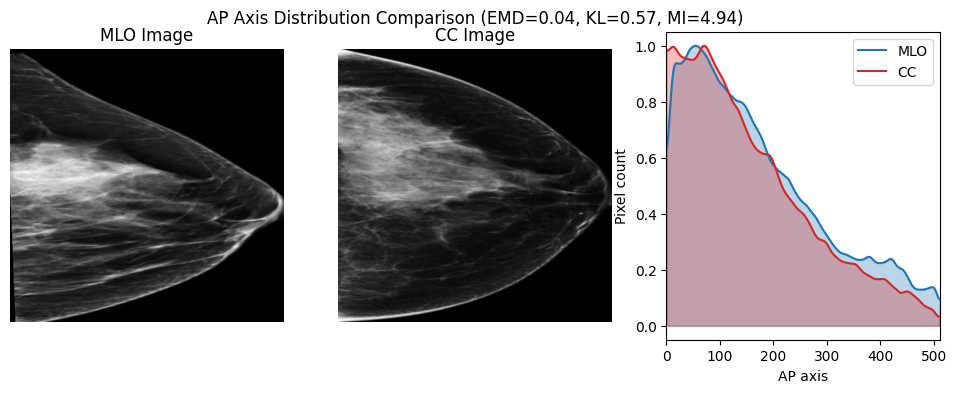 AP Axis Distribution Comparison (EMD=0.04, KL=0.57, MI=4.94)
MLO Image
CC Image
MLO
CC
Pixel count
1.0
0.8
0.6
0.4
0.2
0.0
0 100 200 300 400 500
AP axis